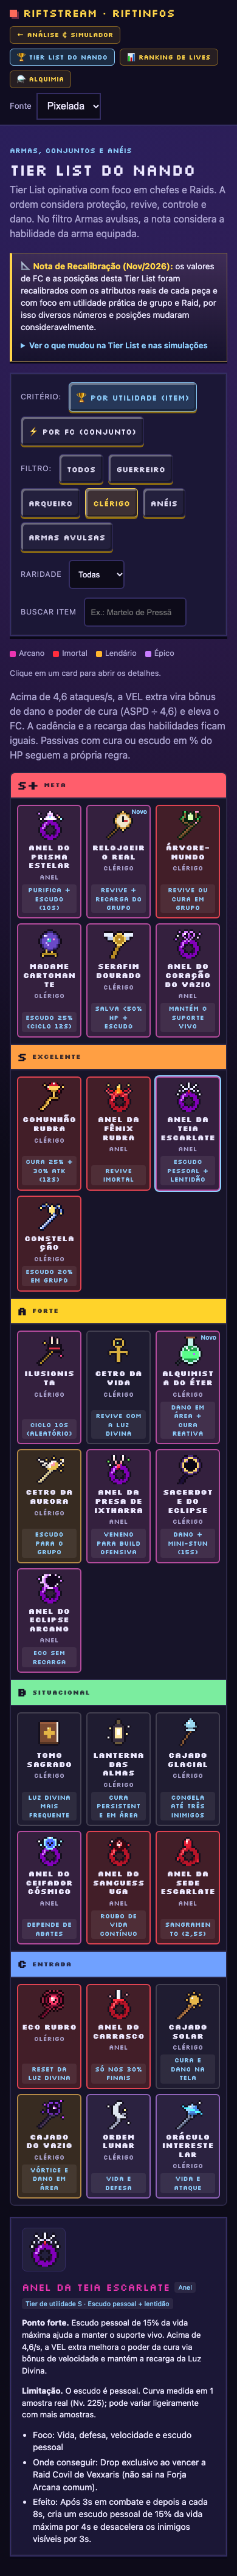 RIFTSTREAM · RIFTINFOS
← ANÁLISE & SIMULADOR
🏆 TIER LIST DO NANDO
📊 RANKING DE LIVES
ALQUIMIA
Fonte
Pixelada
ARMAS, CONJUNTOS E ANÉIS
TIER LIST DO NANDO
Tier List opinativa com foco em chefes e Raids. A ordem considera proteção, revive, controle e dano. No filtro Armas avulsas, a nota considera a habilidade da arma equipada.
📐 Nota de Recalibração (Nov/2026): os valores de FC e as posições desta Tier List foram recalibrados com os atributos reais de cada peça e com foco em utilidade prática de grupo e Raid, por isso diversos números e posições mudaram consideravelmente.
▸ Ver o que mudou na Tier List e nas simulações
CRITÉRIO:
🏆 POR UTILIDADE (ITEM)
⚡ POR FC (CONJUNTO)
FILTRO:
TODOS
GUERREIRO
ARQUEIRO
CLÉRIGO
ANÉIS
ARMAS AVULSAS
RARIDADE
Todas
BUSCAR ITEM
Ex.: Martelo de Pressã
Arcano
Imortal
Lendário
Épico
Clique em um card para abrir os detalhes.
Acima de 4,6 ataques/s, a VEL extra vira bônus de dano e poder de cura (ASPD ÷ 4,6) e eleva o FC. A cadência e a recarga das habilidades ficam iguais. Passivas com cura ou escudo em % do HP seguem a própria regra.
S+ META
ANEL DO PRISMA ESTELAR
ANEL
PURIFICA + ESCUDO (10S)
Novo
RELOJOEIRO REAL
CLÉRIGO
REVIVE + RECARGA DO GRUPO
ÁRVORE-MUNDO
CLÉRIGO
REVIVE OU CURA EM GRUPO
MADAME CARTOMANTE
CLÉRIGO
ESCUDO 25% (CICLO 12S)
SERAFIM DOURADO
CLÉRIGO
SALVA (50% HP + ESCUDO
ANEL DO CORAÇÃO DO VAZIO
ANEL
MANTÉM O SUPORTE VIVO
S EXCELENTE
COMUNHÃO RUBRA
CLÉRIGO
CURA 25% + 30% ATK (12S)
ANEL DA FÊNIX RUBRA
ANEL
REVIVE IMORTAL
ANEL DA TEIA ESCARLATE
ANEL
ESCUDO PESSOAL + LENTIDÃO
CONSTELAÇÃO
CLÉRIGO
ESCUDO 20% EM GRUPO
A FORTE
ILUSIONISTA
CLÉRIGO
CICLO 10S (ALEATÓRIO)
CETRO DA VIDA
CLÉRIGO
REVIVE COM A LUZ DIVINA
Novo
ALQUIMISTA DO ÉTER
CLÉRIGO
DANO EM ÁREA + CURA REATIVA
CETRO DA AURORA
CLÉRIGO
ESCUDO PARA O GRUPO
ANEL DA PRESA DE IXTHARRA
ANEL
VENENO PARA BUILD OFENSIVA
SACERDOTE DO ECLIPSE
CLÉRIGO
DANO + MINI-STUN (15S)
ANEL DO ECLIPSE ARCANO
ANEL
ECO SEM RECARGA
B SITUACIONAL
TOMO SAGRADO
CLÉRIGO
LUZ DIVINA MAIS FREQUENTE
LANTERNA DAS ALMAS
CLÉRIGO
CURA PERSISTENTE EM ÁREA
CAJADO GLACIAL
CLÉRIGO
CONGELA ATÉ TRÊS INIMIGOS
ANEL DO CEIFADOR CÓSMICO
ANEL
DEPENDE DE ABATES
ANEL DO SANGUESSUGA
ANEL
ROUBO DE VIDA CONTÍNUO
ANEL DA SEDE ESCARLATE
ANEL
SANGRAMENTO (2,5S)
C ENTRADA
ECO RUBRO
CLÉRIGO
RESET DA LUZ DIVINA
ANEL DO CARRASCO
ANEL
SÓ NOS 30% FINAIS
CAJADO SOLAR
CLÉRIGO
CURA E DANO NA TELA
CAJADO DO VAZIO
CLÉRIGO
VÓRTICE E DANO EM ÁREA
ORDEM LUNAR
CLÉRIGO
VIDA E DEFESA
ORÁCULO INTERESTELAR
CLÉRIGO
VIDA E ATAQUE
ANEL DA TEIA ESCARLATE
Anel
Tier de utilidade S · Escudo pessoal + lentidão
Ponto forte. Escudo pessoal de 15% da vida máxima ajuda a manter o suporte vivo. Acima de 4,6/s, a VEL extra melhora o poder da cura via bônus de velocidade e mantém a recarga da Luz Divina.
Limitação. O escudo é pessoal. Curva medida em 1 amostra real (Nv. 225); pode variar ligeiramente com mais amostras.
• Foco: Vida, defesa, velocidade e escudo pessoal
• Onde conseguir: Drop exclusivo ao vencer a Raid Covil de Vexxaris (não sai na Forja Arcana comum).
• Efeito: Após 3s em combate e depois a cada 8s, cria um escudo pessoal de 15% da vida máxima por 4s e desacelera os inimigos visíveis por 3s.